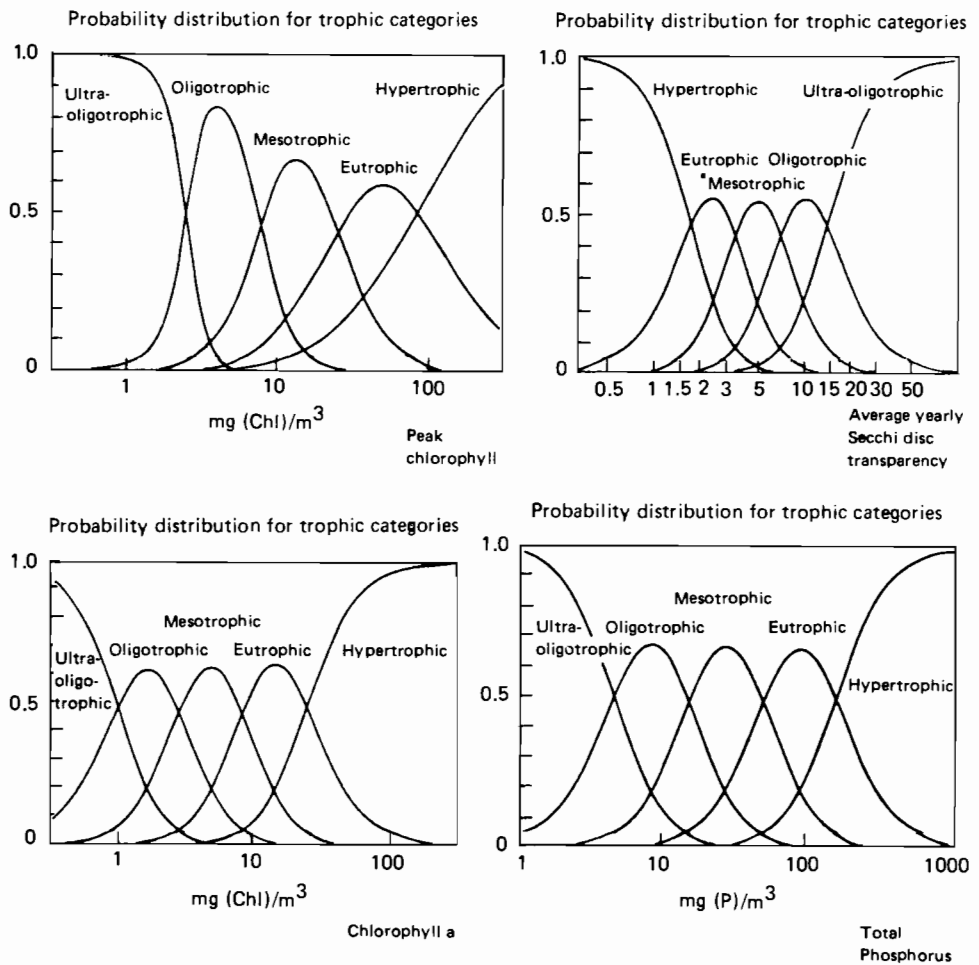 Probability distribution for trophic categories
1.0
Ultra-
oligotrophic
Oligotrophic
Mesotrophic
Eutrophic
Hypertrophic
0.5
0
1
10
100
mg (Chl)/m³
Peak
chlorophyll
Probability distribution for trophic categories
1.0
Hypertrophic
Ultra-oligotrophic
Eutrophic Oligotrophic
Mesotrophic
0.5
0
0.5 1 1.5 2 3 5 10 15 20 30 50
Average yearly
Secchi disc
transparency
Probability distribution for trophic categories
1.0
Mesotrophic
Ultra-
oligo-
trophic
Oligotrophic
Eutrophic
Hypertrophic
0.5
0
1
10
100
mg (Chl)/m³
Chlorophyll a
Probability distribution for trophic categories
1.0
Mesotrophic
Ultra-
oligotrophic
Oligotrophic
Eutrophic
Hypertrophic
0.5
0
1
10
100
1000
mg (P)/m³
Total
Phosphorus